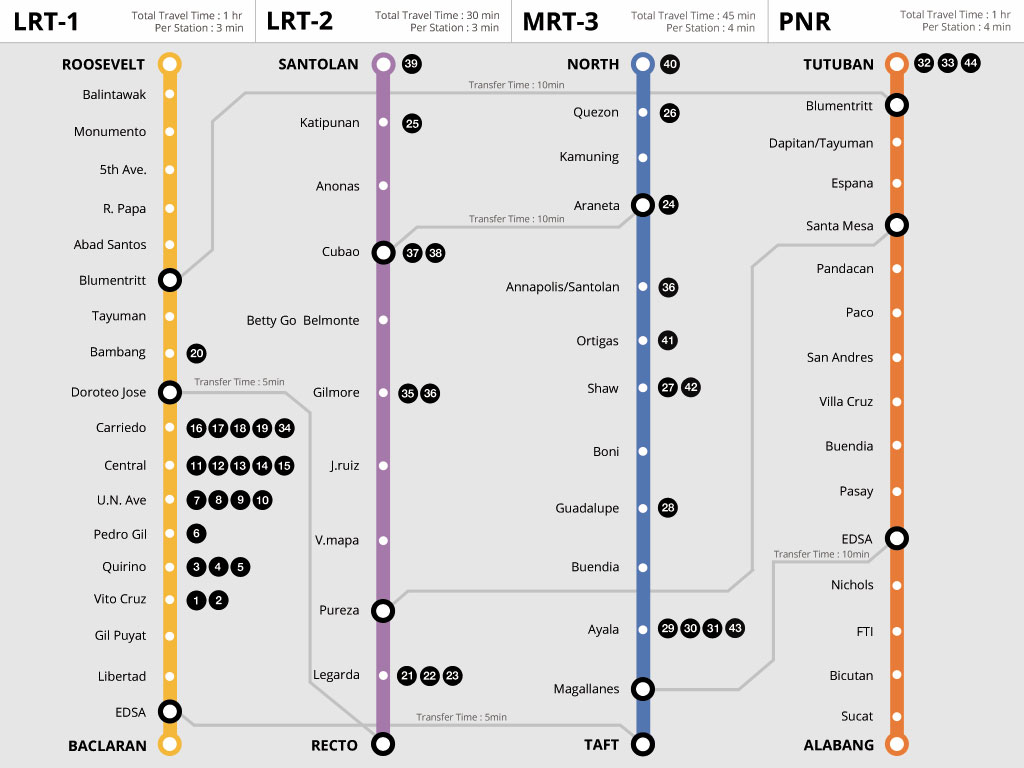 LRT-1
Total Travel Time : 1 hr
Per Station : 3 min
LRT-2
Total Travel Time : 30 min
Per Station : 3 min
MRT-3
Total Travel Time : 45 min
Per Station : 4 min
PNR
Total Travel Time : 1 hr
Per Station : 4 min
ROOSEVELT
Balintawak
Monumento
5th Ave.
R. Papa
Abad Santos
Blumentritt
Tayuman
Bambang 20
Doroteo Jose
Transfer Time : 5min
Carriedo 16 17 18 19 34
Central 11 12 13 14 15
U.N. Ave 7 8 9 10
Pedro Gil 6
Quirino 3 4 5
Vito Cruz 1 2
Gil Puyat
Libertad
EDSA
BACLARAN
SANTOLAN 39
Transfer Time : 10min
Katipunan 25
Anonas
Transfer Time : 10min
Cubao 37 38
Betty Go Belmonte
Gilmore 35 36
J.ruiz
V.mapa
Pureza
Legarda 21 22 23
Transfer Time : 5min
RECTO
NORTH 40
Quezon 26
Kamuning
Araneta 24
Annapolis/Santolan 36
Ortigas 41
Shaw 27 42
Boni
Guadalupe 28
Buendia
Ayala 29 30 31 43
Magallanes
TAFT
TUTUBAN 32 33 44
Blumentritt
Dapitan/Tayuman
Espana
Santa Mesa
Pandacan
Paco
San Andres
Villa Cruz
Buendia
Pasay
EDSA
Transfer Time : 10min
Nichols
FTI
Bicutan
Sucat
ALABANG